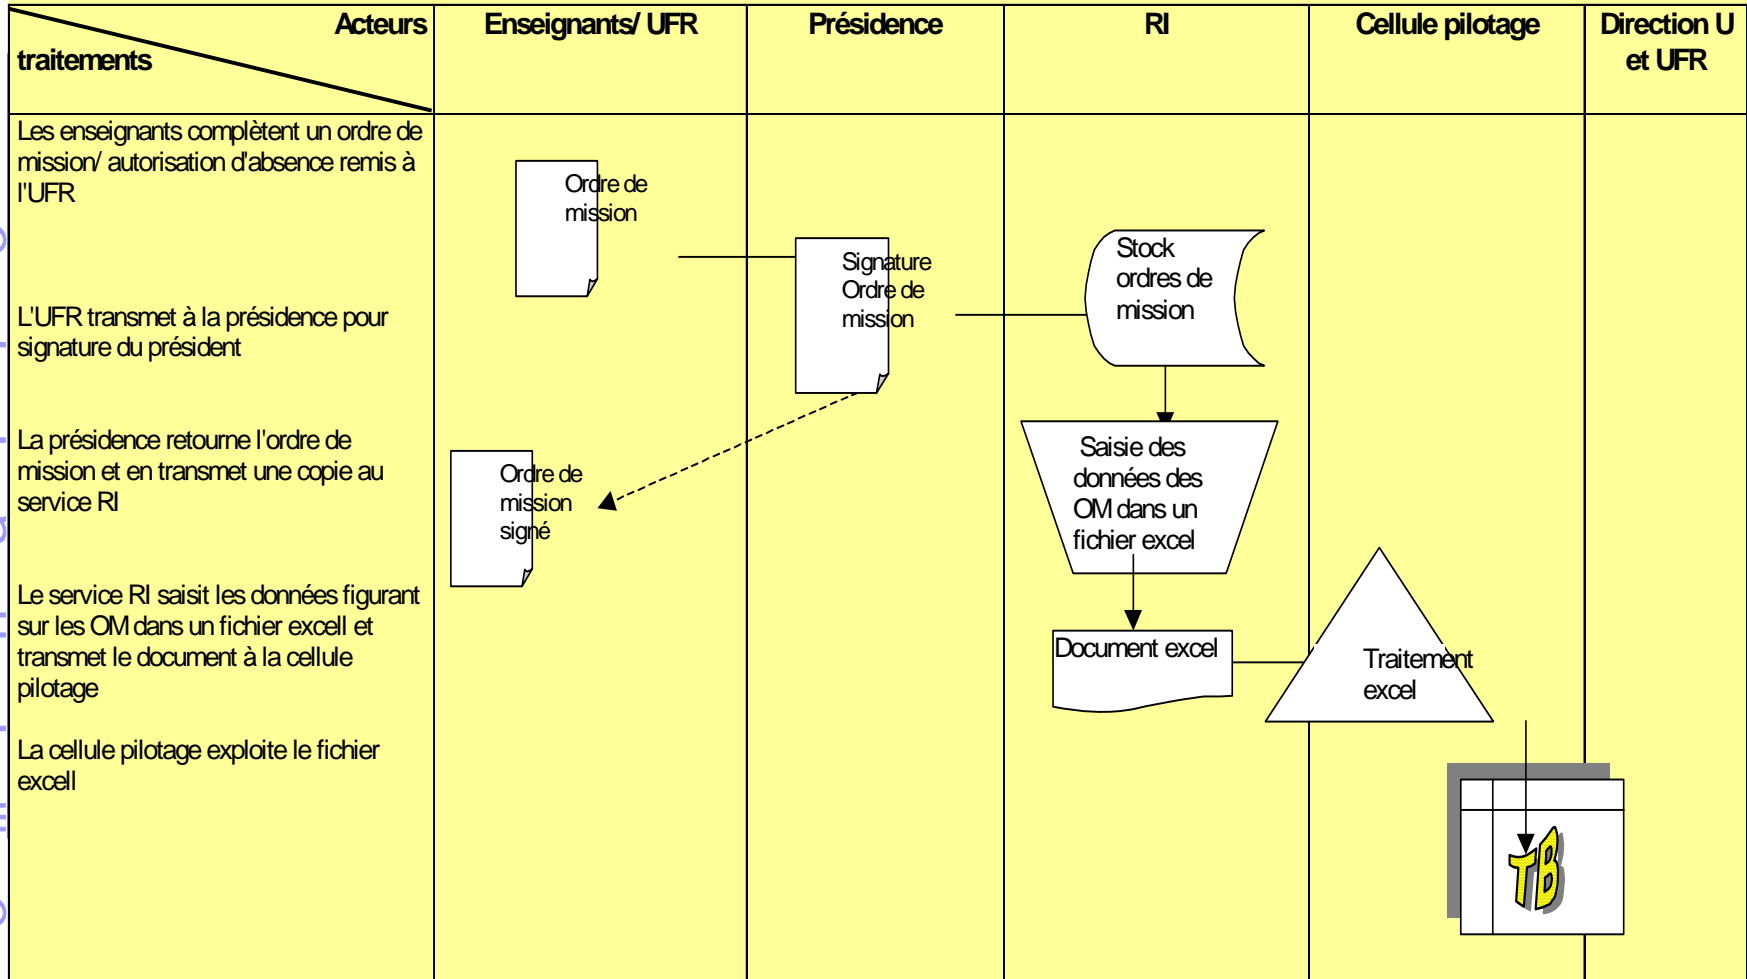 Acteurs
traitements
Enseignants/ UFR
Présidence
RI
Cellule pilotage
Direction U
et UFR
Les enseignants complètent un ordre de
mission/ autorisation d'absence remis à
l'UFR
L'UFR transmet à la présidence pour
signature du président
La présidence retourne l'ordre de
mission et en transmet une copie au
service RI
Le service RI saisit les données figurant
sur les OM dans un fichier excell et
transmet le document à la cellule
pilotage
La cellule pilotage exploite le fichier
excell
Ordre de
mission
Signature
Ordre de
mission
Stock
ordres de
mission
Ordre de
mission
signé
Saisie des
données des
OM dans un
fichier excel
Document excel
Traitement
excel
TB